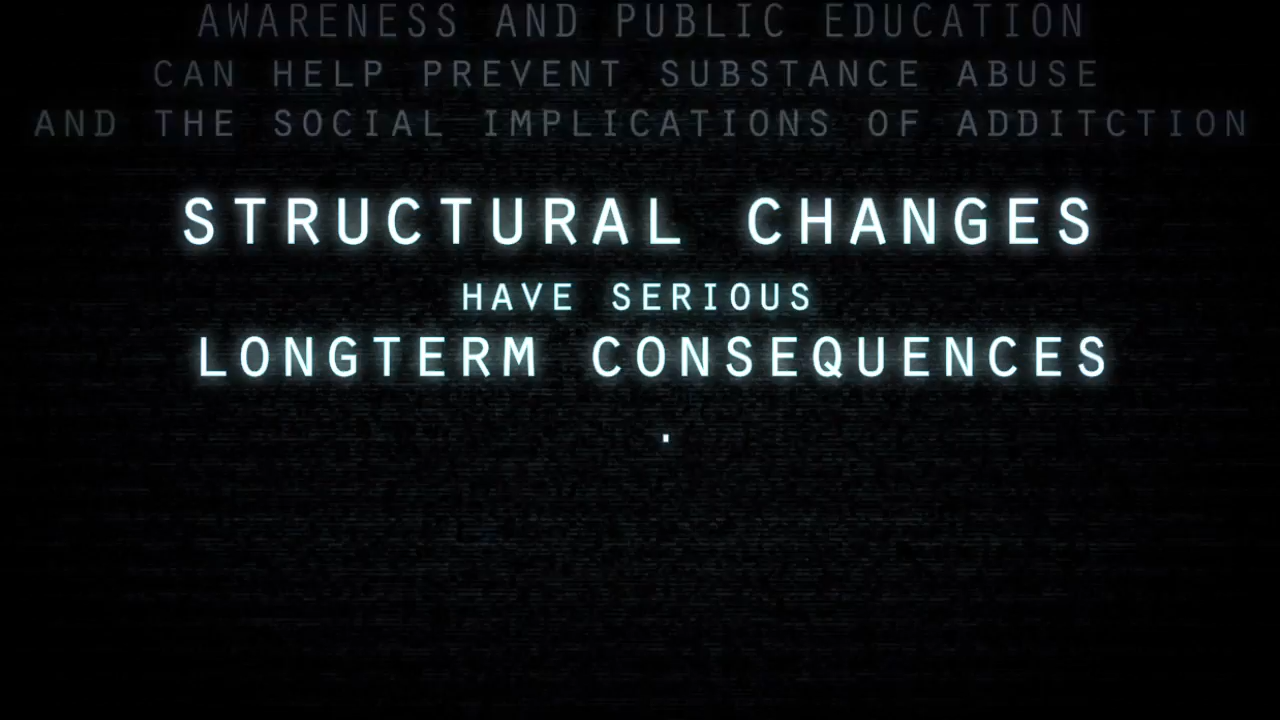 AWARENESS AND PUBLIC EDUCATION
CAN HELP PREVENT SUBSTANCE ABUSE
AND THE SOCIAL IMPLICATIONS OF ADDITCTION
STRUCTURAL CHANGES
HAVE SERIOUS
LONGTERM CONSEQUENCES
.